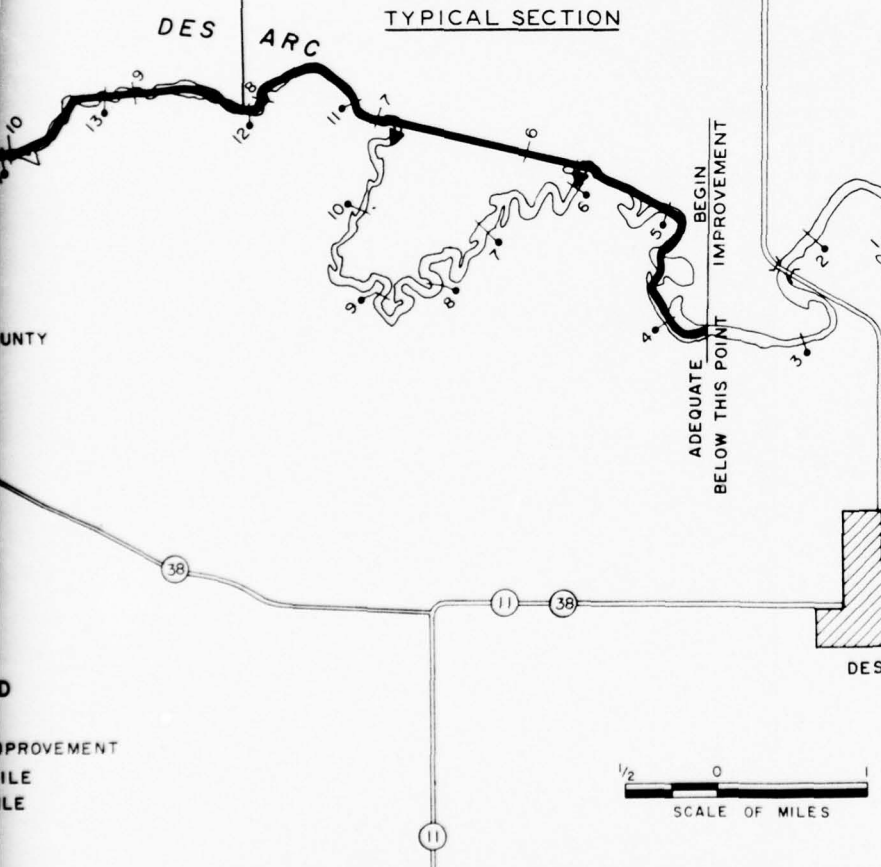 TYPICAL SECTION
DES ARC
9
8
13
12
11
7
10
6
10
6
5
7
9
8
4
BEGIN
IMPROVEMENT
2
3
ADEQUATE
BELOW THIS POINT
UNTY
38
11
38
DES
D
PROVEMENT
ILE
LE
1/2 0 1
SCALE OF MILES
11